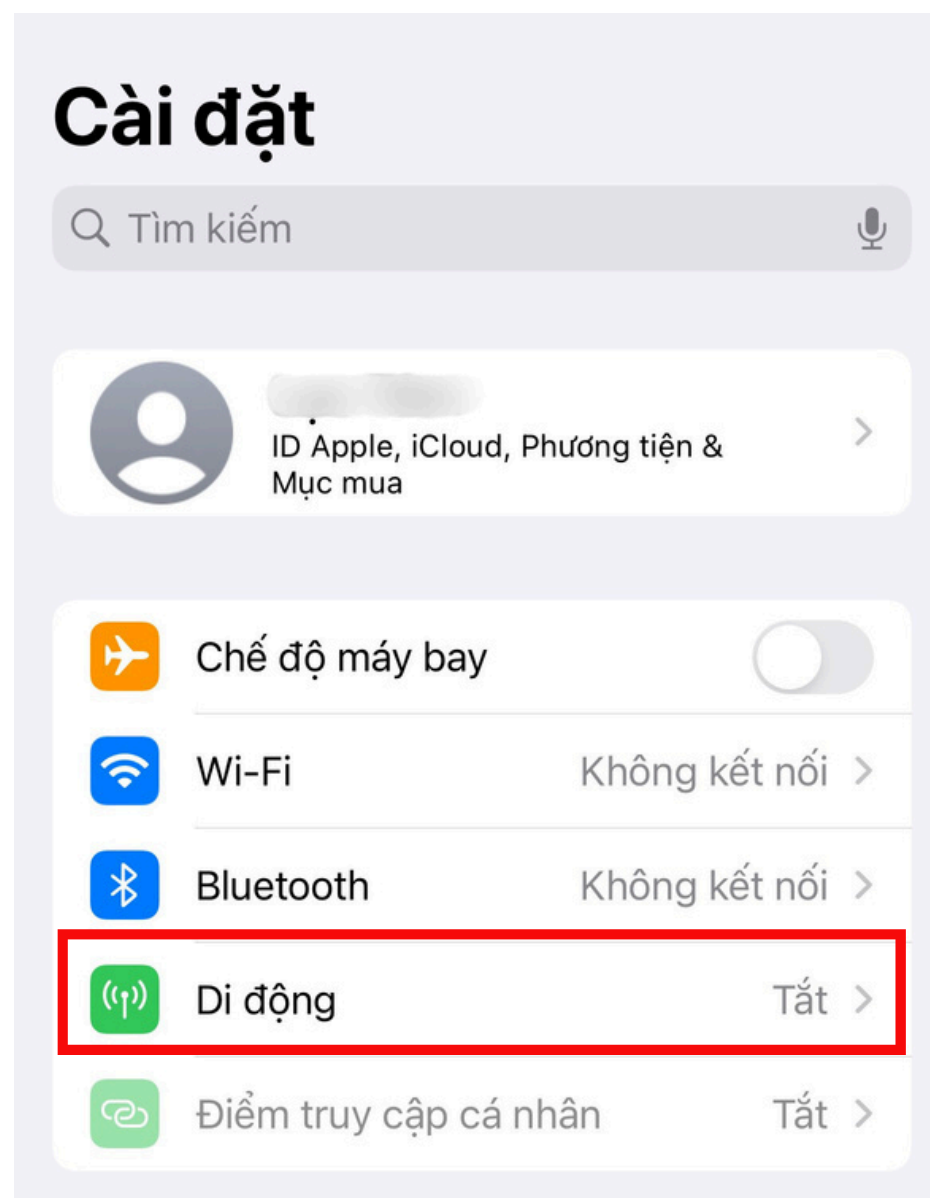 Cài đặt
Tìm kiếm
ID Apple, iCloud, Phương tiện &
Mục mua
Chế độ máy bay
Wi-Fi Không kết nối
Bluetooth Không kết nối
Di động Tắt
Điểm truy cập cá nhân Tắt